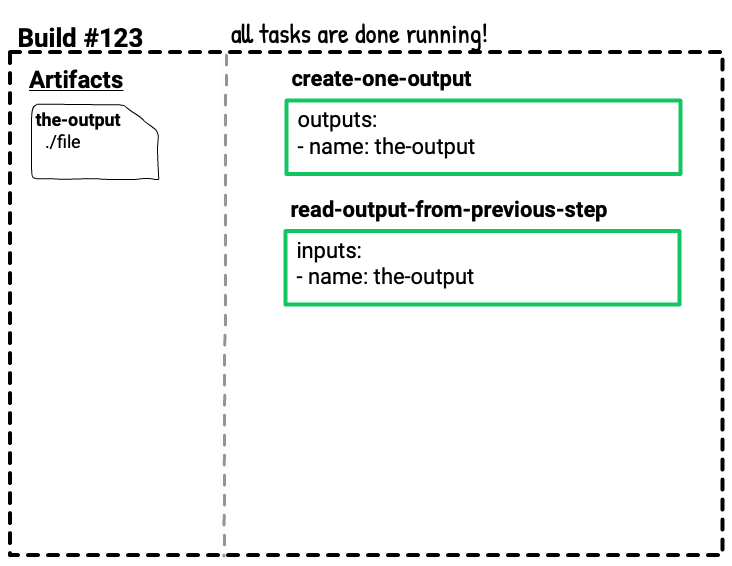 Build #123
all tasks are done running!
Artifacts
the-output
./file
create-one-output
outputs:
- name: the-output
read-output-from-previous-step
inputs:
- name: the-output